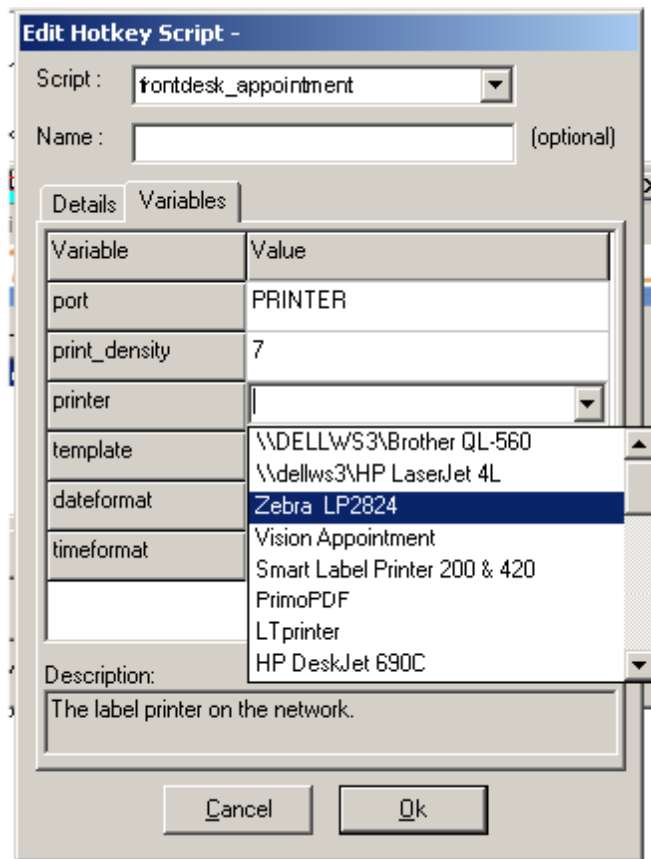 Edit Hotkey Script -
Script : frontdesk_appointment
Name : (optional)
Details Variables
Variable Value
port PRINTER
print_density 7
printer
template
dateformat
timeformat
\\DELLWS3\Brother QL-560
\\dellws3\HP LaserJet 4L
Zebra LP2824
Vision Appointment
Smart Label Printer 200 & 420
PrimoPDF
LTprinter
HP DeskJet 690C
Description:
The label printer on the network.
Cancel Ok